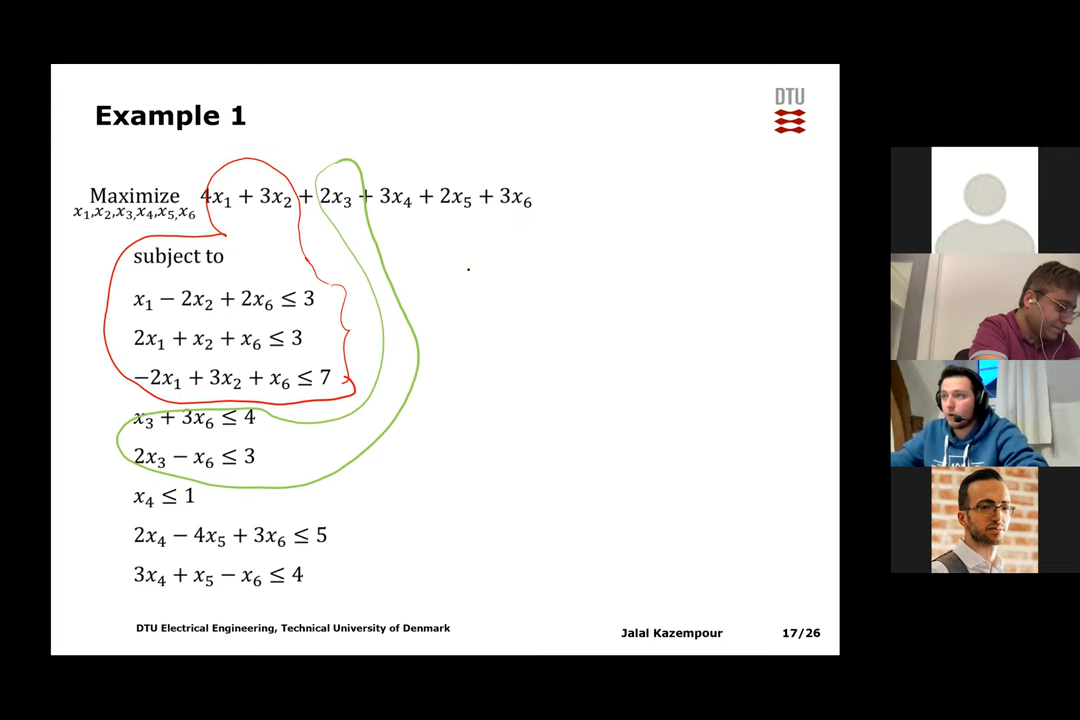 DTU
Example 1
Maximize 4x₁ + 3x₂ + 2x₃ + 3x₄ + 2x₅ + 3x₆
x₁,x₂,x₃,x₄,x₅,x₆
subject to
x₁ − 2x₂ + 2x₆ ≤ 3
2x₁ + x₂ + x₆ ≤ 3
−2x₁ + 3x₂ + x₆ ≤ 7
x₃ + 3x₆ ≤ 4
2x₃ − x₆ ≤ 3
x₄ ≤ 1
2x₄ − 4x₅ + 3x₆ ≤ 5
3x₄ + x₅ − x₆ ≤ 4
DTU Electrical Engineering, Technical University of Denmark
Jalal Kazempour 17/26